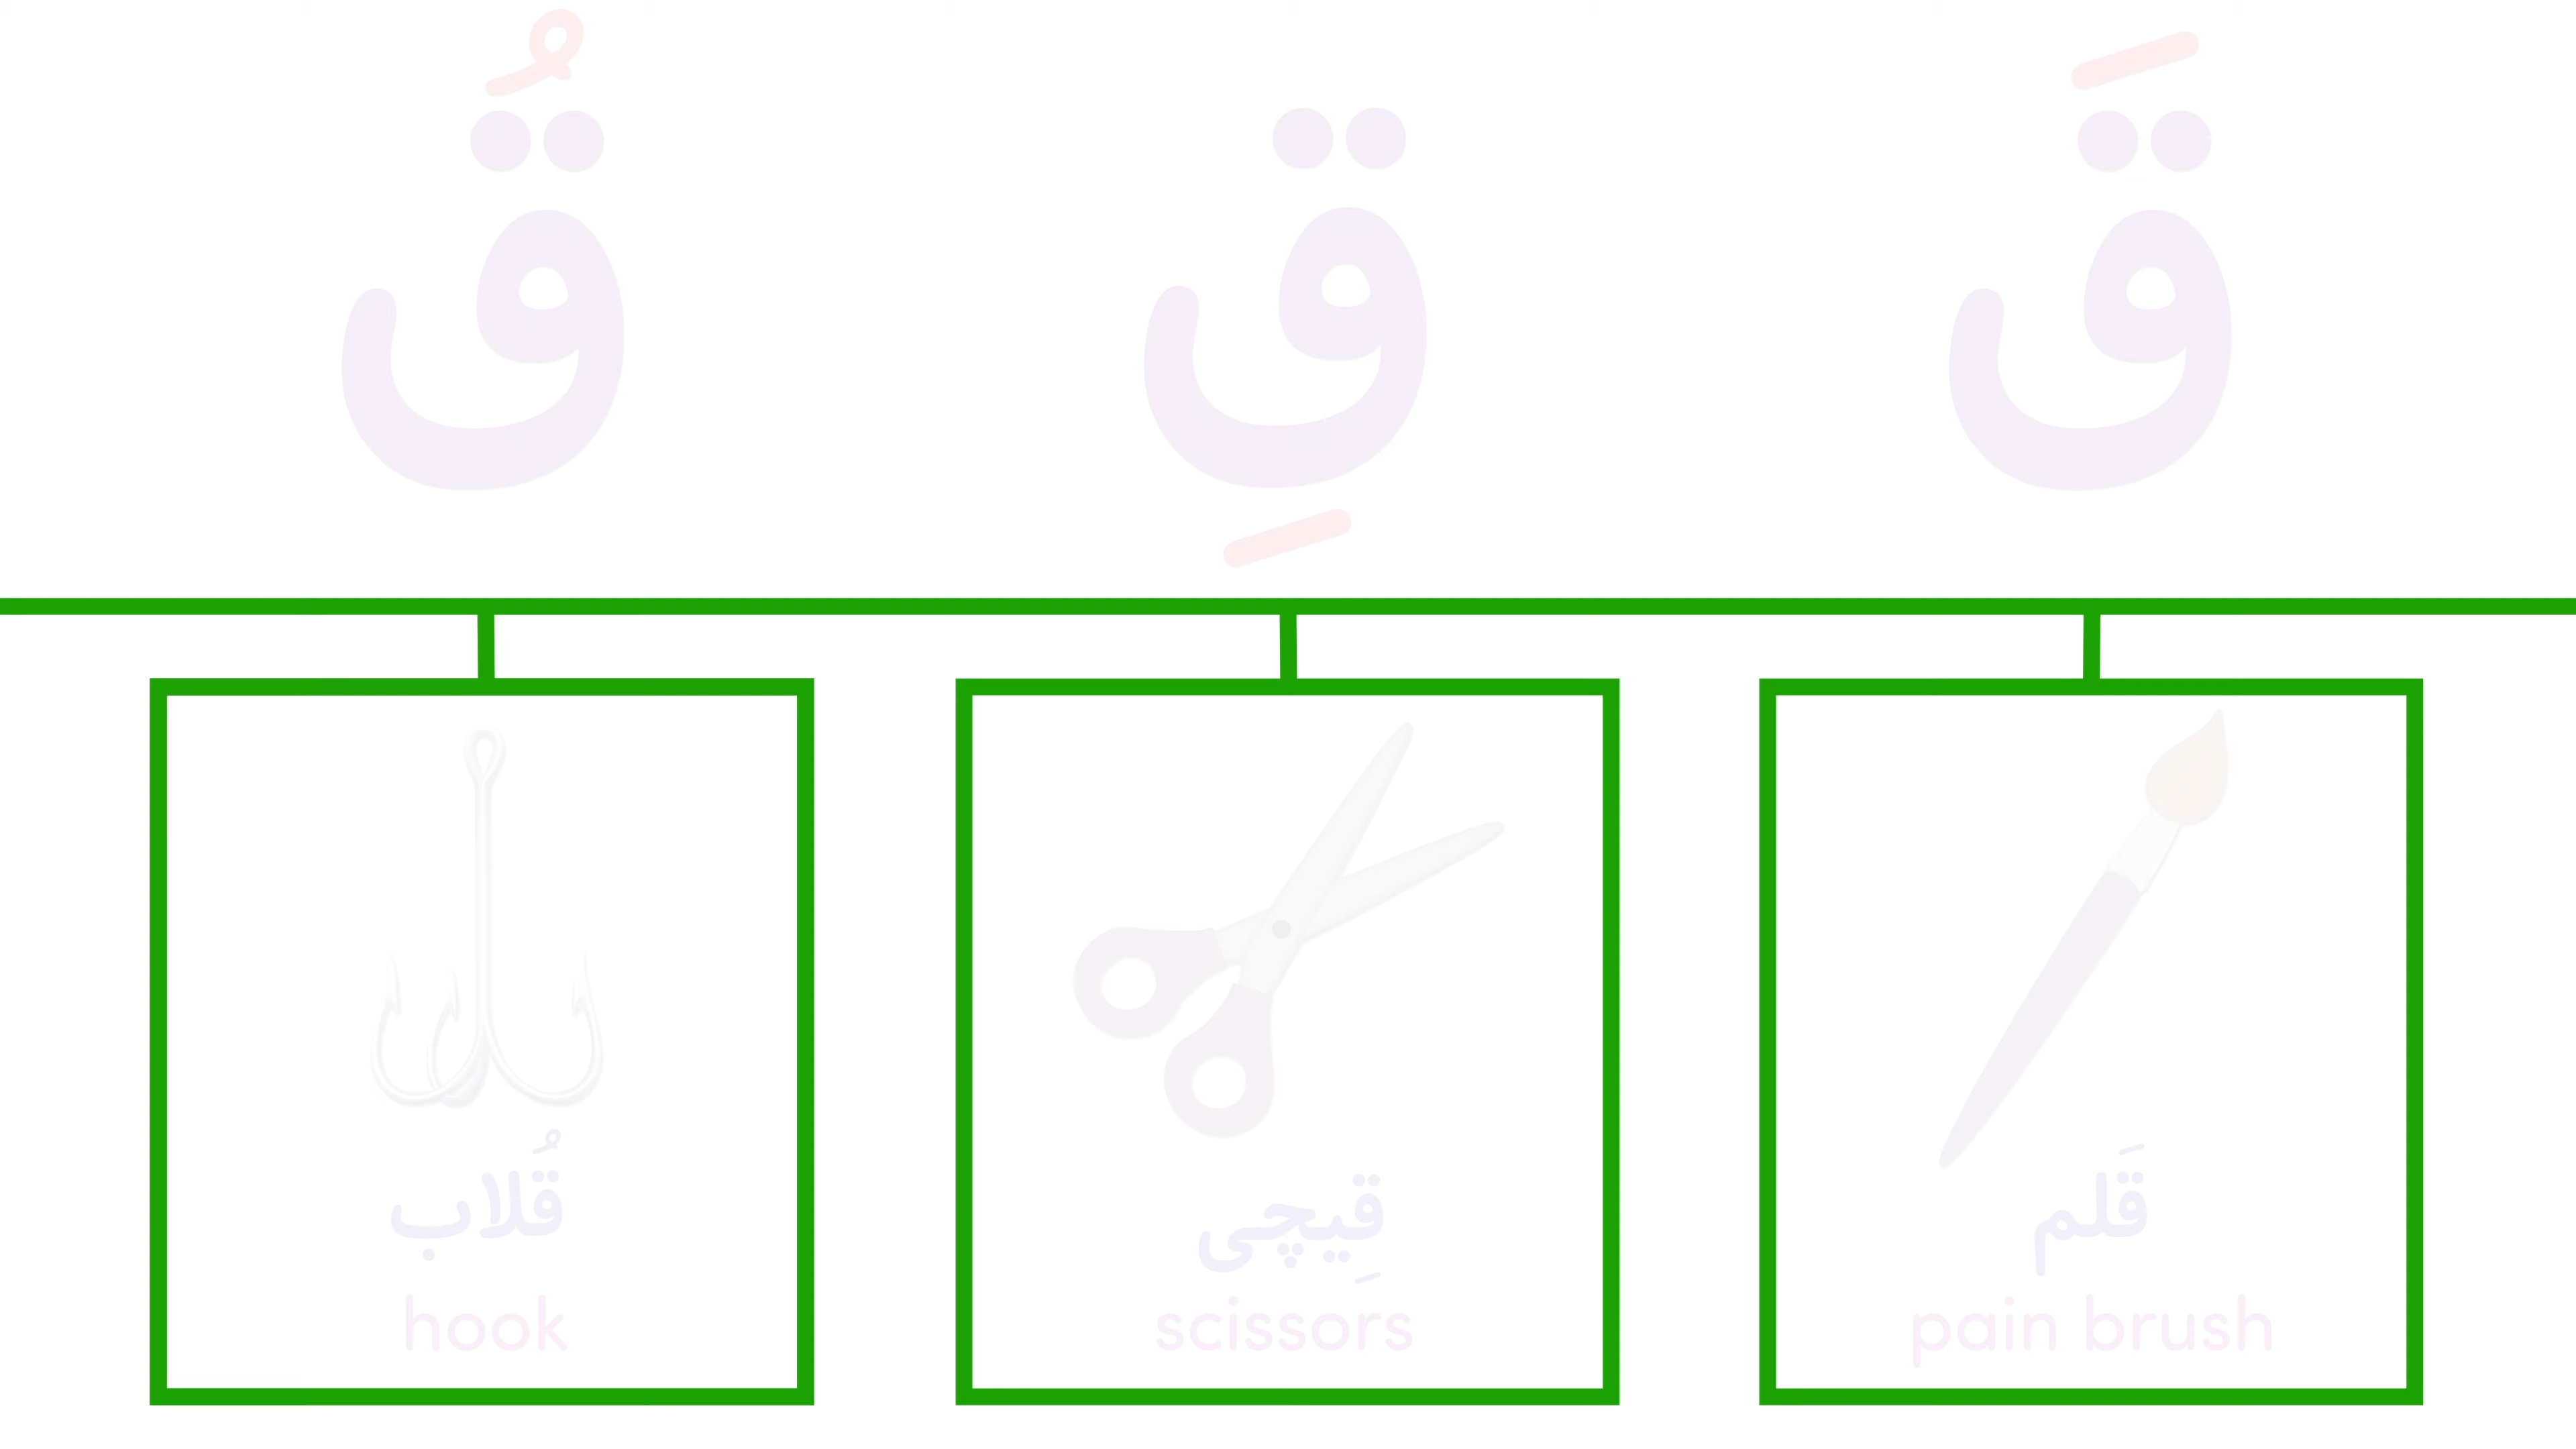 قَ قِ قُ
قَلم
pain brush
قِیچی
scissors
قُلاب
hook